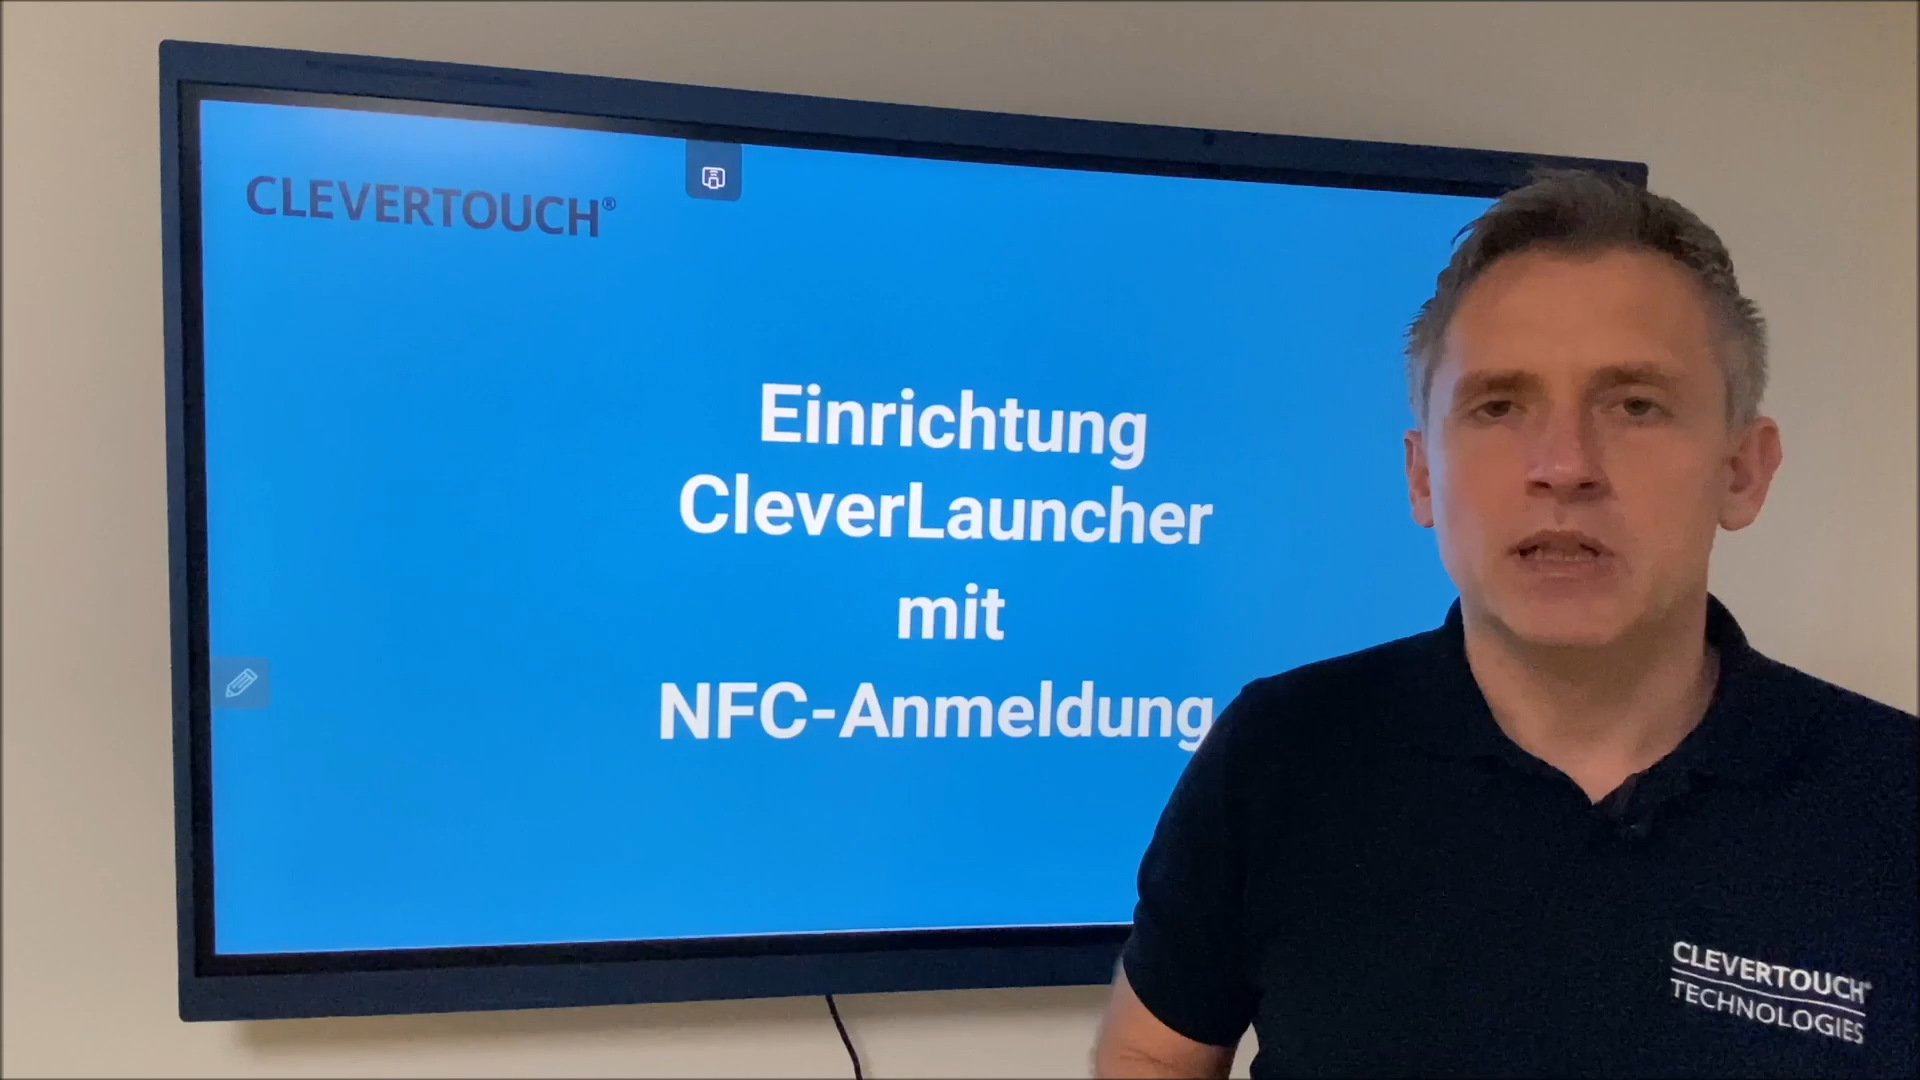 CLEVERTOUCH®
Einrichtung
CleverLauncher
mit
NFC-Anmeldung
CLEVERTOUCH®
TECHNOLOGIES